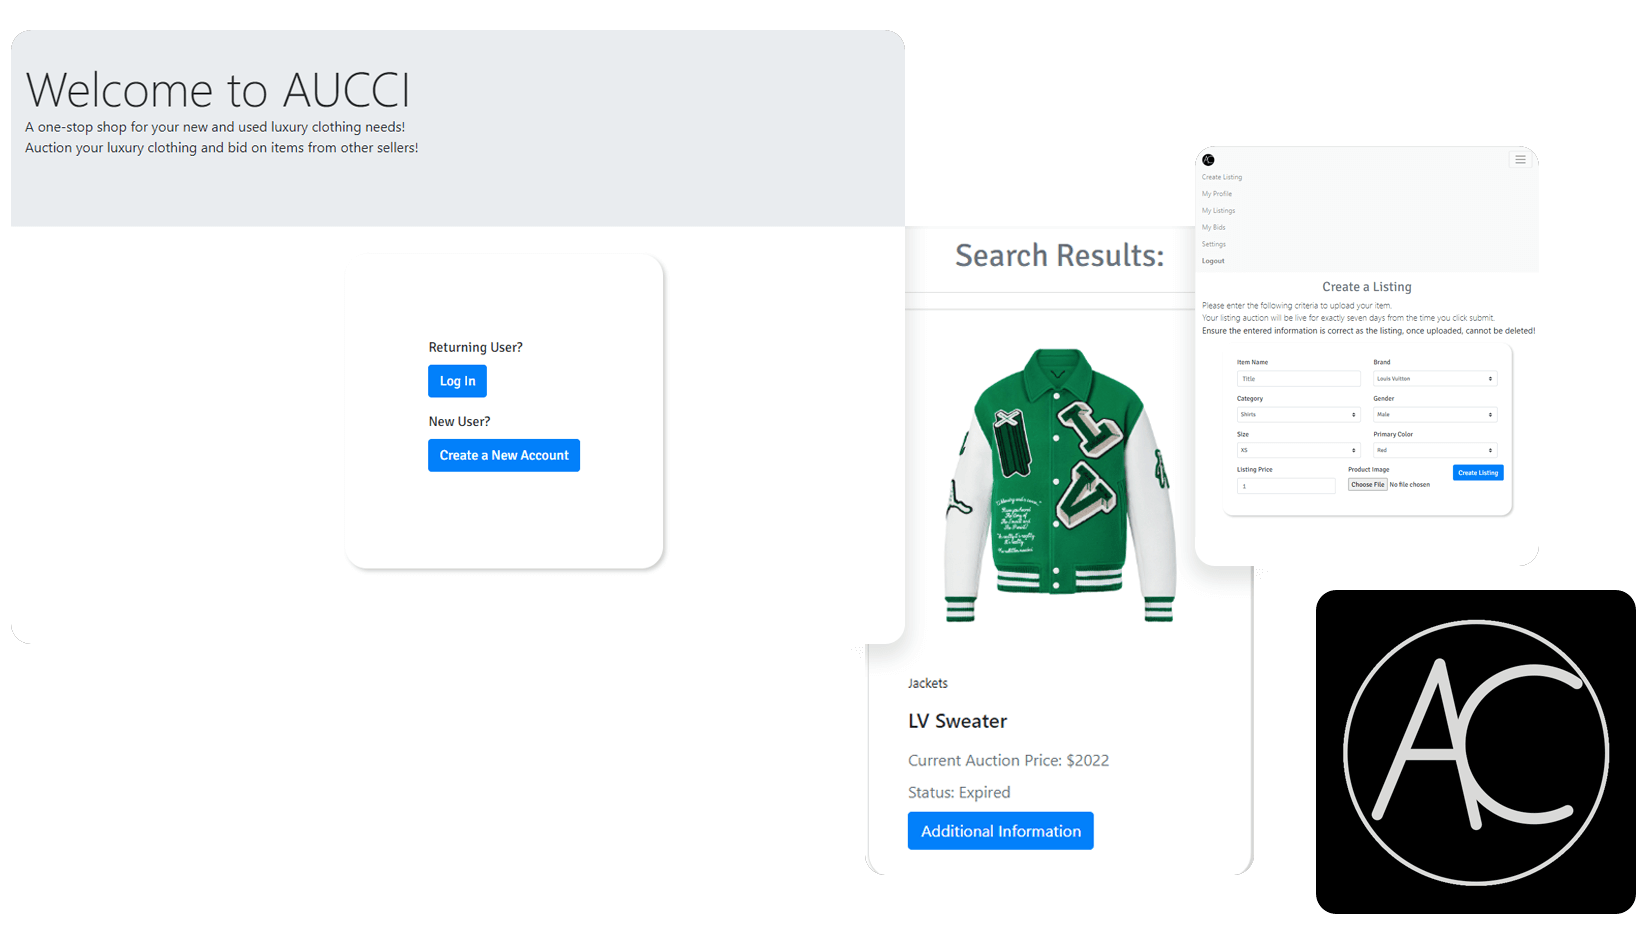 Welcome to AUCCI
A one-stop shop for your new and used luxury clothing needs!
Auction your luxury clothing and bid on items from other sellers!
Returning User?
Log In
New User?
Create a New Account
Search Results:
L
V
Jackets
LV Sweater
Current Auction Price: $2022
Status: Expired
Additional Information
AC
Create Listing
My Profile
My Listings
My Bids
Settings
Logout
Create a Listing
Please enter the following criteria to upload your item.
Your listing auction will be live for exactly seven days from the time you click submit.
Ensure the entered information is correct as the listing, once uploaded, cannot be deleted!
Item Name
Brand
Title
Louis Vuitton
Category
Gender
Shirts
Male
Size
Primary Color
XS
Red
Listing Price
Product Image
1
Choose File No file chosen
Create Listing
AC